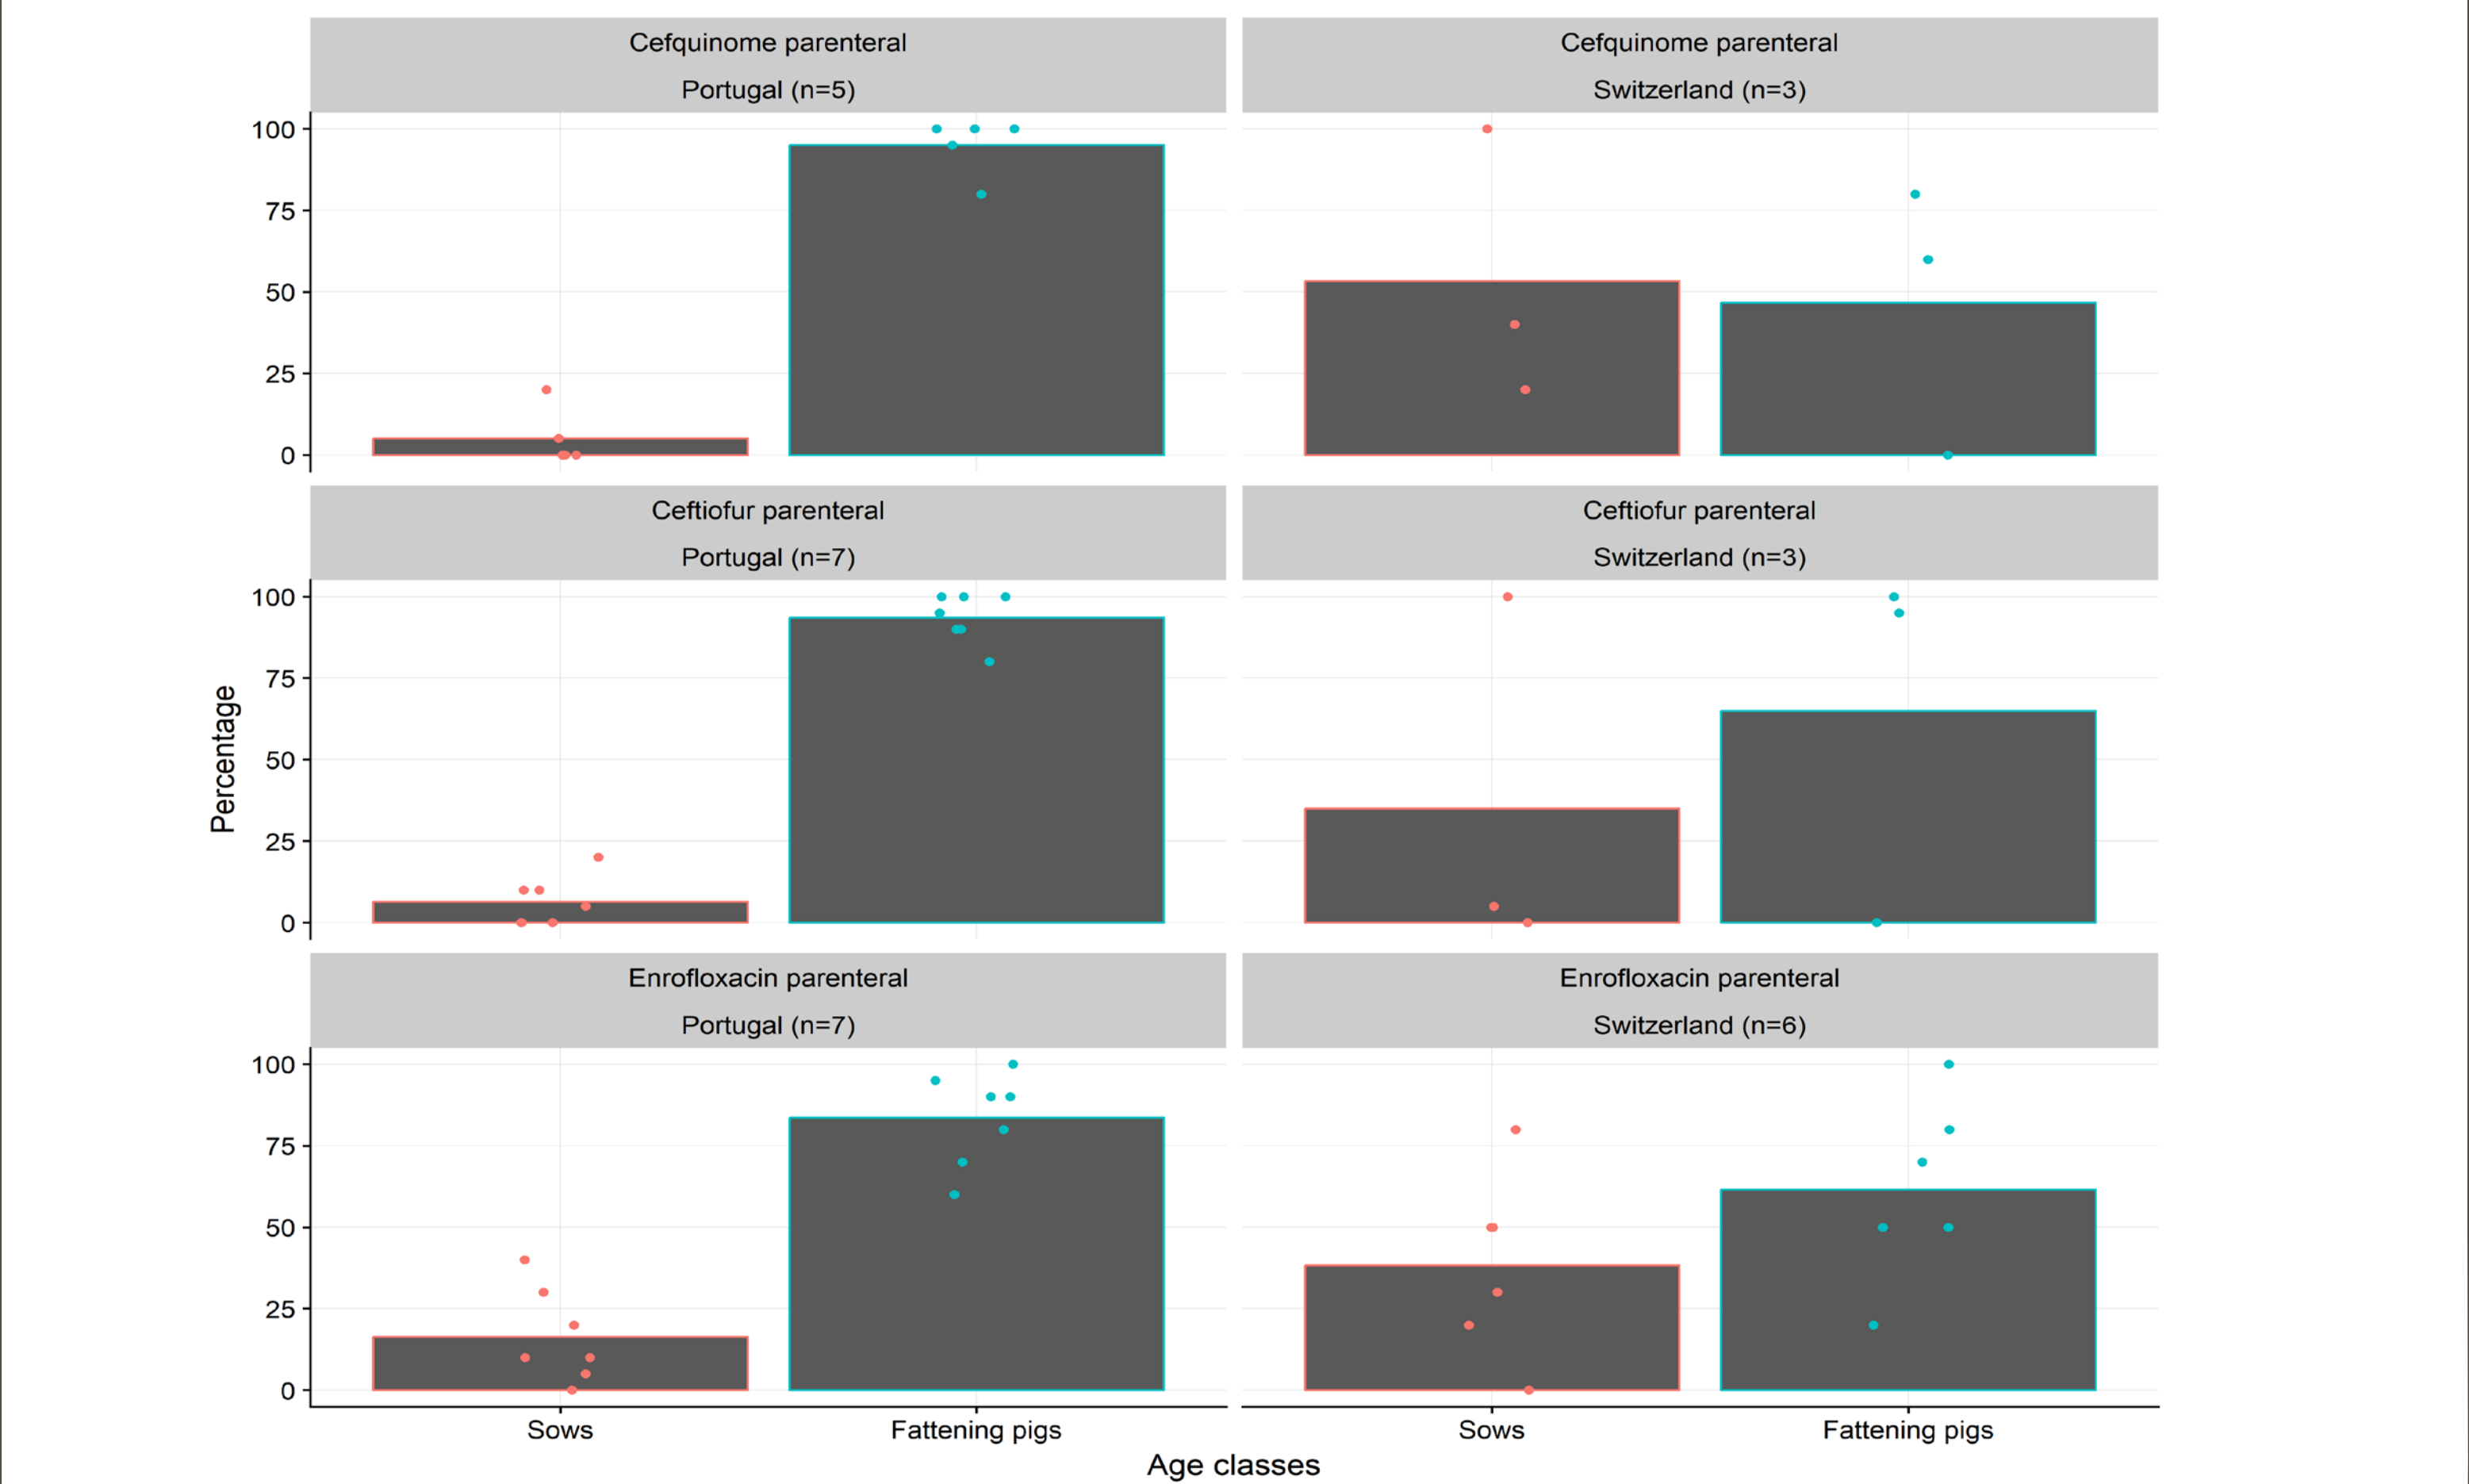 Cefquinome parenteral
Portugal (n=5)
Cefquinome parenteral
Switzerland (n=3)
100
75
50
25
0
Ceftiofur parenteral
Portugal (n=7)
Ceftiofur parenteral
Switzerland (n=3)
100
75
50
25
0
Percentage
Enrofloxacin parenteral
Portugal (n=7)
Enrofloxacin parenteral
Switzerland (n=6)
100
75
50
25
0
Sows
Fattening pigs
Sows
Fattening pigs
Age classes